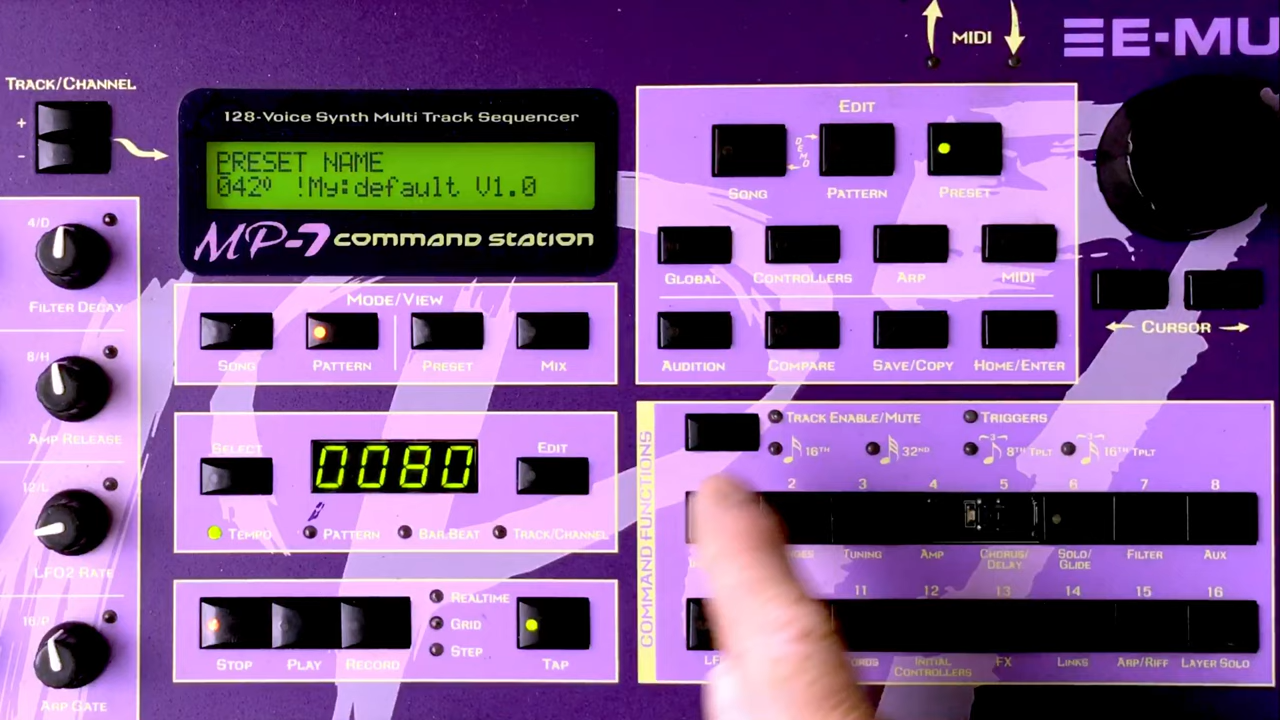 MIDI
E-MU
TRACK/CHANNEL
+
-
128-Voice Synth Multi Track Sequencer
PRESET NAME
042⁰ !My:default V1.0
MP-7 COMMAND STATION
EDIT
SONG
DEMO
PATTERN
PRESET
GLOBAL
CONTROLLERS
ARP
MIDI
AUDITION
COMPARE
SAVE/COPY
HOME/ENTER
CURSOR
4/D
FILTER DECAY
8/H
AMP RELEASE
12/L
LFO2 RATE
16/P
ARP GATE
MODE/VIEW
SONG
PATTERN
PRESET
MIX
SELECT
0080
EDIT
TEMPO
PATTERN
BAR BEAT
TRACK/CHANNEL
STOP
PLAY
RECORD
REALTIME
GRID
STEP
TAP
COMMAND FUNCTIONS
TRACK ENABLE/MUTE
TRIGGERS
16TH
32ND
3
8TH TPLT
3
16TH TPLT
2 3 4 5 6 7 8
TUNING
AMP
CHORUS/
DELAY
SOLO/
GLIDE
FILTER
AUX
11 12 13 14 15 16
INITIAL
CONTROLLERS
FX
LINKS
ARP/RIFF
LAYER SOLO